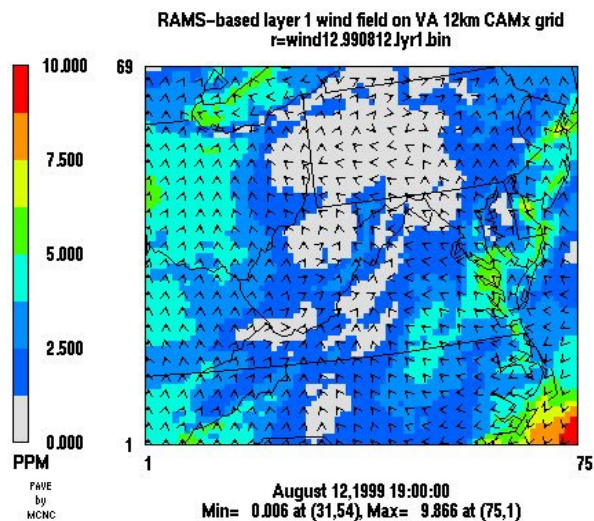 RAMS-based layer 1 wind field on VA 12km CAMx grid
r=wind12.990812.lyr1.bin
10.000
7.500
5.000
2.500
0.000
PPM
PAVE
by
MCNC
69
1
1
75
August 12,1999 19:00:00
Min= 0.006 at (31,54), Max= 9.866 at (75,1)